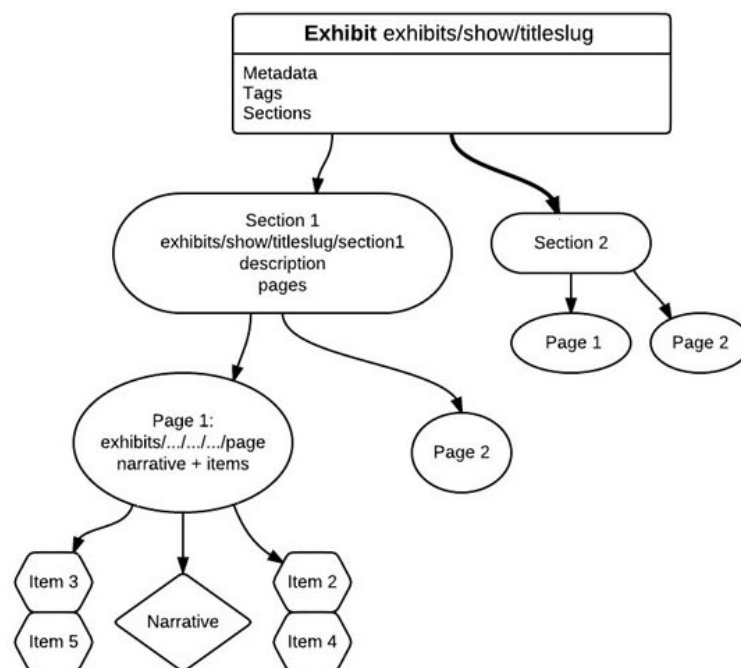 Exhibit exhibits/show/titleslug
Metadata
Tags
Sections
Section 1
exhibits/show/titleslug/section1
description
pages
Section 2
Page 1
Page 2
Page 1:
exhibits/.../.../.../page
narrative + items
Page 2
Item 3
Narrative
Item 2
Item 5
Item 4